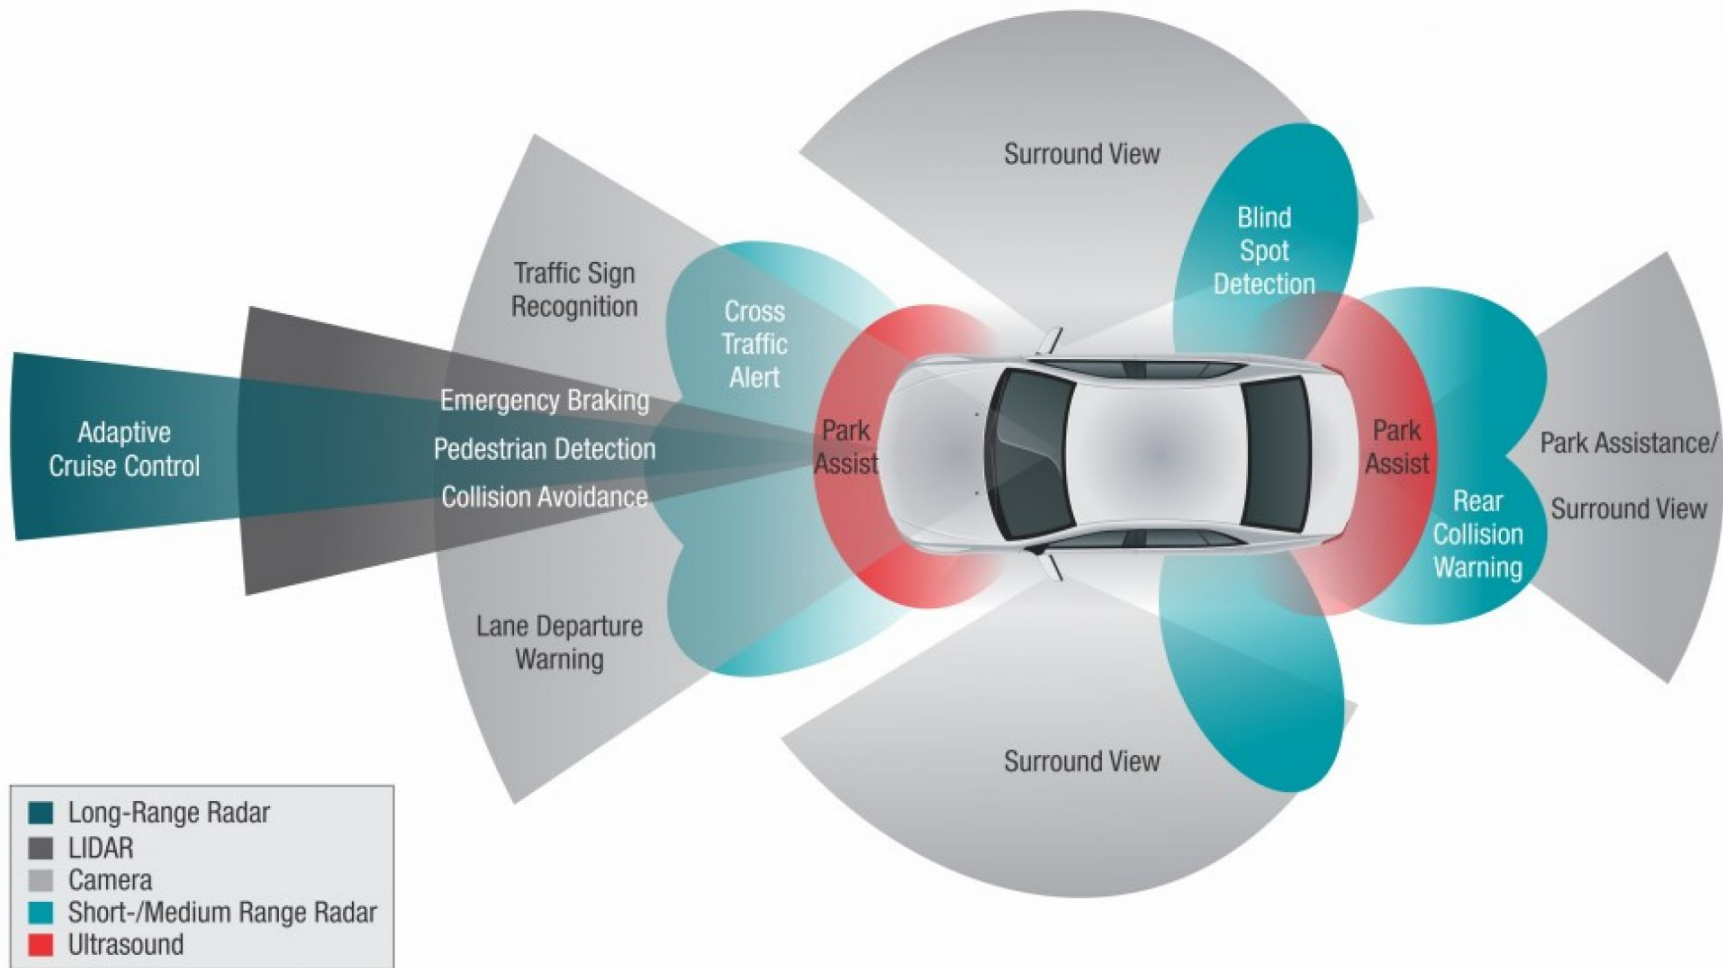 Surround View
Blind
Spot
Detection
Traffic Sign
Recognition
Cross
Traffic
Alert
Emergency Braking
Adaptive
Cruise Control
Pedestrian Detection
Collision Avoidance
Park
Assist
Park
Assist
Park Assistance/
Surround View
Rear
Collision
Warning
Lane Departure
Warning
Surround View
Long-Range Radar
LIDAR
Camera
Short-/Medium Range Radar
Ultrasound